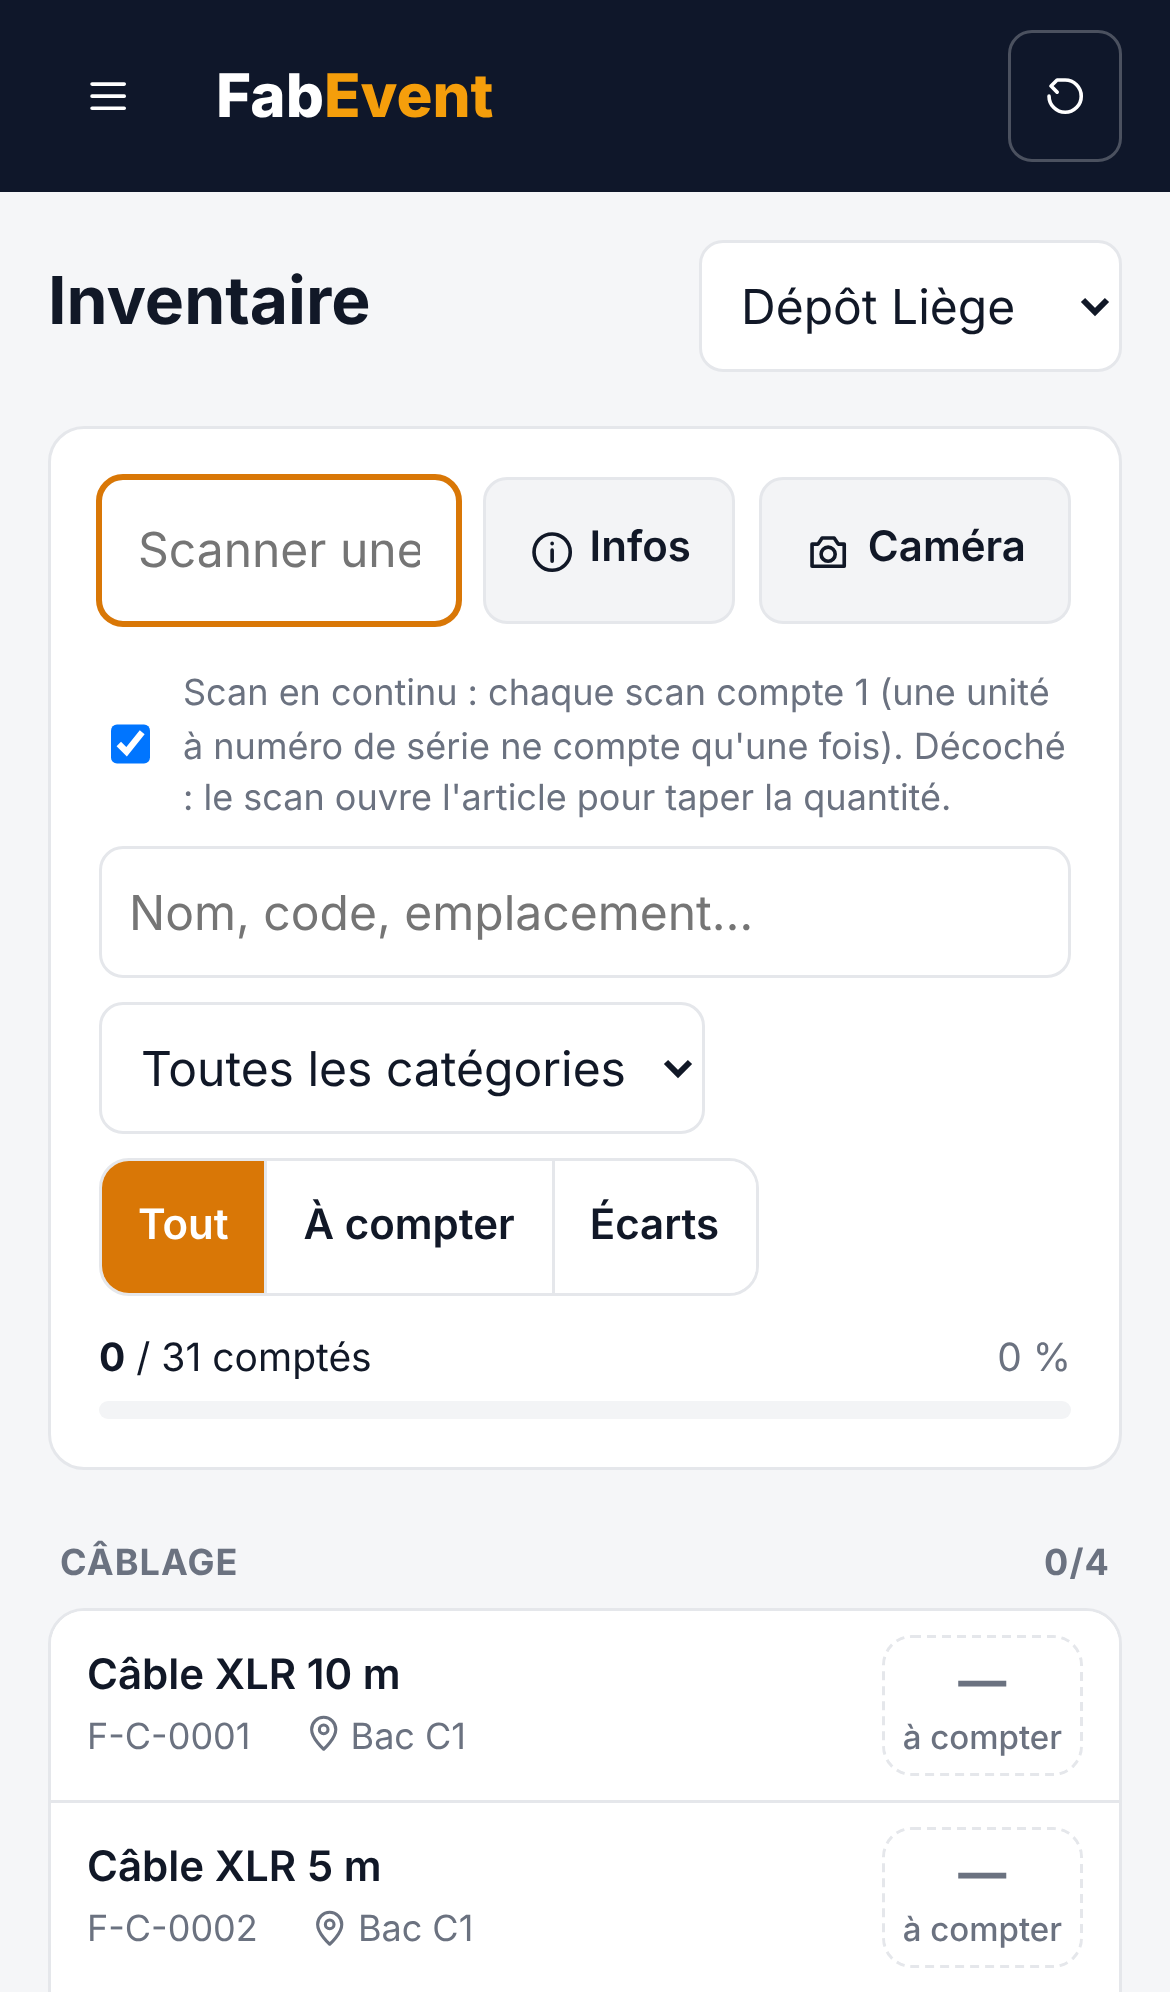 FabEvent
Inventaire
Dépôt Liège
Scanner une
Infos
Caméra
Scan en continu : chaque scan compte 1 (une unité
à numéro de série ne compte qu'une fois). Décoché
: le scan ouvre l'article pour taper la quantité.
Nom, code, emplacement...
Toutes les catégories
Tout
À compter
Écarts
0 / 31 comptés
0 %
CÂBLAGE
0/4
Câble XLR 10 m
F-C-0001
Bac C1
—
à compter
Câble XLR 5 m
F-C-0002
Bac C1
—
à compter